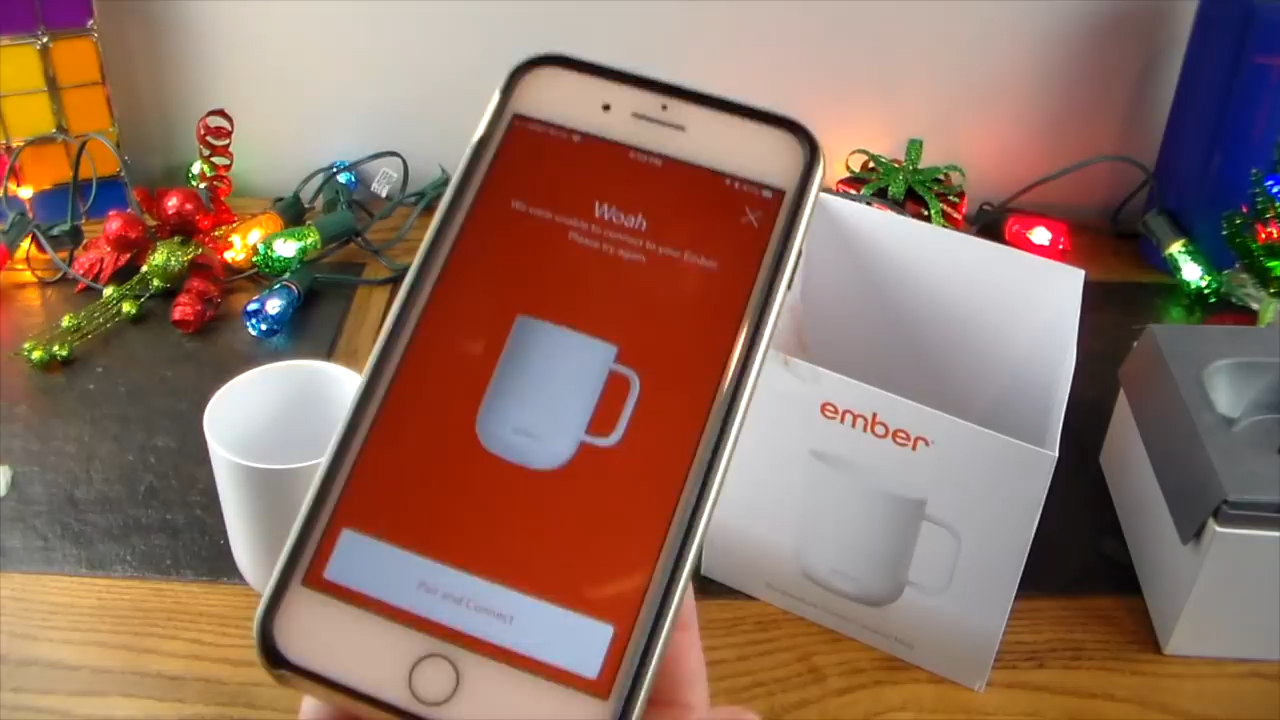 Woah
We were unable to connect to your Ember
Please try again
Pair and Connect
ember